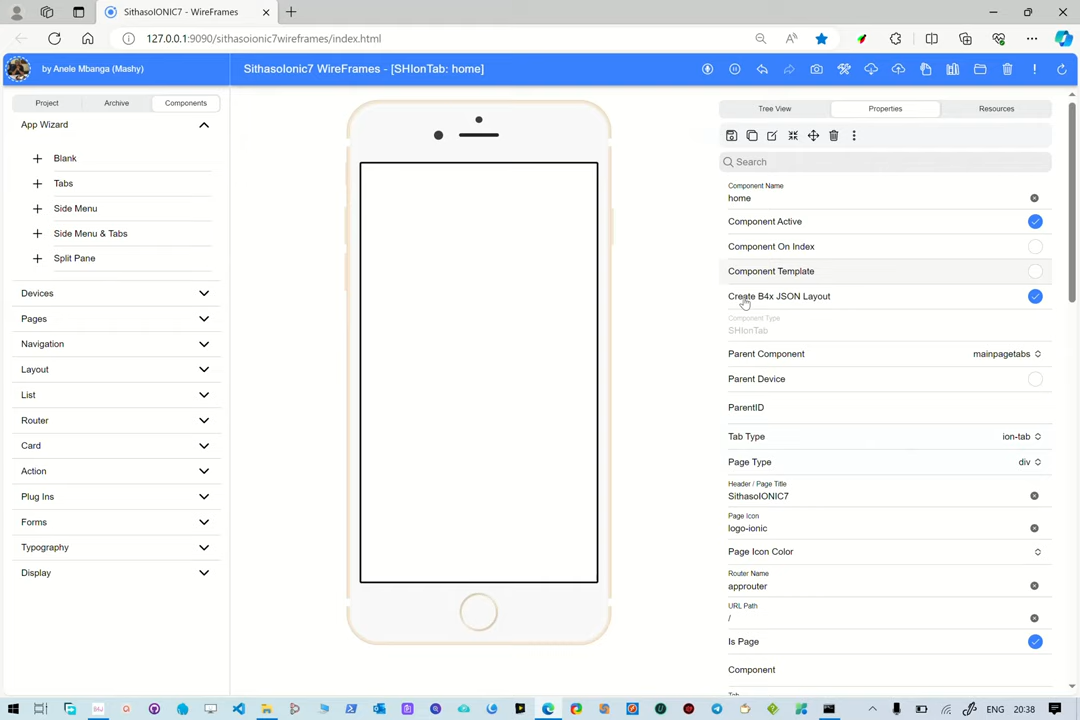 SithasoIONIC7 - WireFrames
127.0.0.1:9090/sithasoionic7wireframes/index.html
by Anele Mbanga (Mashy)
SithasoIonic7 WireFrames - [SHIonTab: home]
Project
Archive
Components
App Wizard
Blank
Tabs
Side Menu
Side Menu & Tabs
Split Pane
Devices
Pages
Navigation
Layout
List
Router
Card
Action
Plug Ins
Forms
Typography
Display
Tree View
Properties
Resources
Search
Component Name
home
Component Active
Component On Index
Component Template
Create B4x JSON Layout
Component Type
SHIonTab
Parent Component mainpagetabs
Parent Device
ParentID
Tab Type ion-tab
Page Type div
Header / Page Title
SithasoIONIC7
Page Icon
logo-ionic
Page Icon Color
Router Name
approuter
URL Path
/
Is Page
Component
ENG 20:38